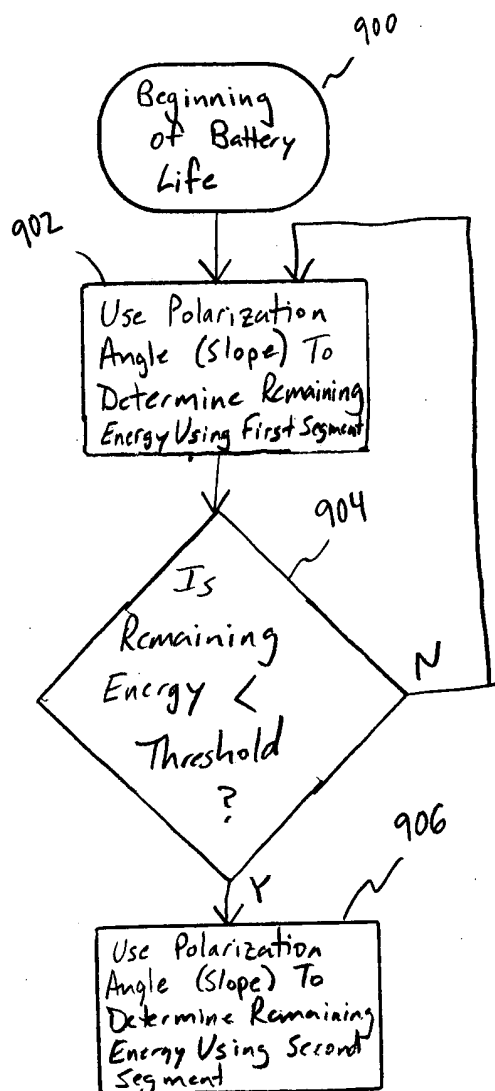 900
Beginning
of Battery
Life
902
Use Polarization
Angle (Slope) To
Determine Remaining
Energy Using First Segment
904
Is
Remaining
Energy <
Threshold
?
N
Y
906
Use Polarization
Angle (Slope) To
Determine Remaining
Energy Using Second
Segment